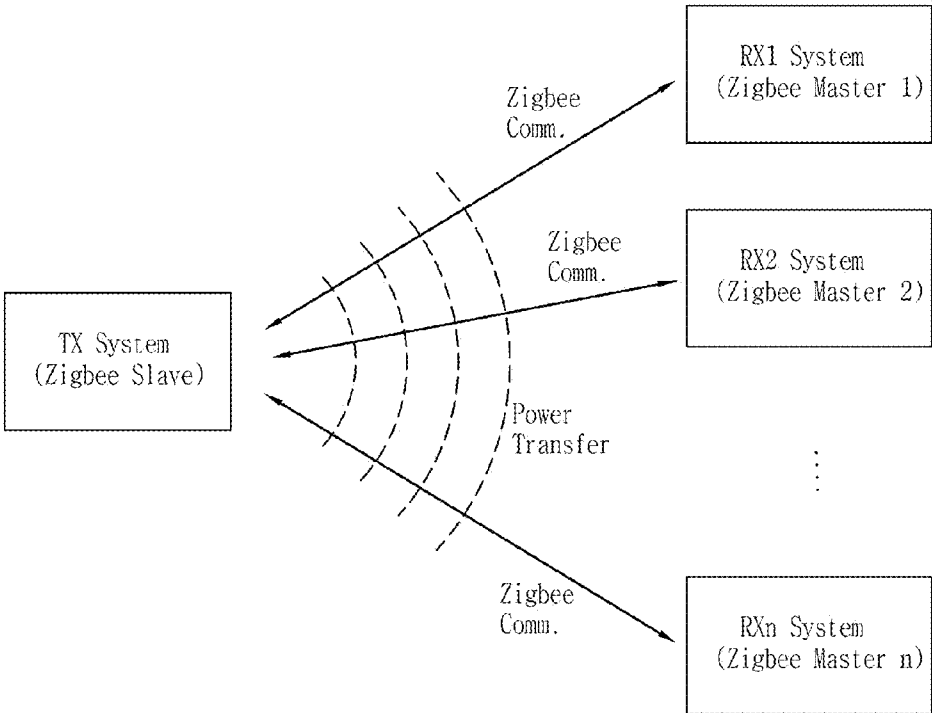 RX1 System
(Zigbee Master 1)
Zigbee
Comm.
Zigbee
Comm.
RX2 System
(Zigbee Master 2)
TX System
(Zigbee Slave)
Power
Transfer
Zigbee
Comm.
RXn System
(Zigbee Master n)